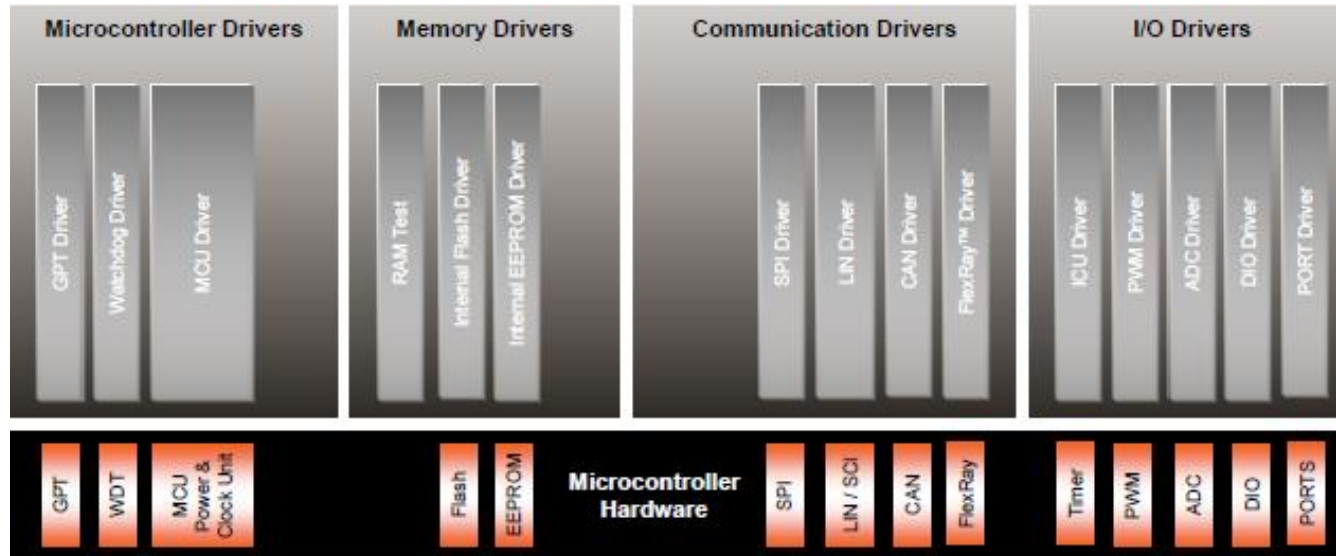 Microcontroller Drivers
Memory Drivers
Communication Drivers
I/O Drivers
GPT Driver
Watchdog Driver
MCU Driver
RAM Test
Internal Flash Driver
Internal EEPROM Driver
SPI Driver
LIN Driver
CAN Driver
FlexRay™ Driver
ICU Driver
PWM Driver
ADC Driver
DIO Driver
PORT Driver
GPT
WDT
MCU
Power &
Clock Unit
Flash
EEPROM
Microcontroller
Hardware
SPI
LIN / SCI
CAN
FlexRay
Timer
PWM
ADC
DIO
PORTS